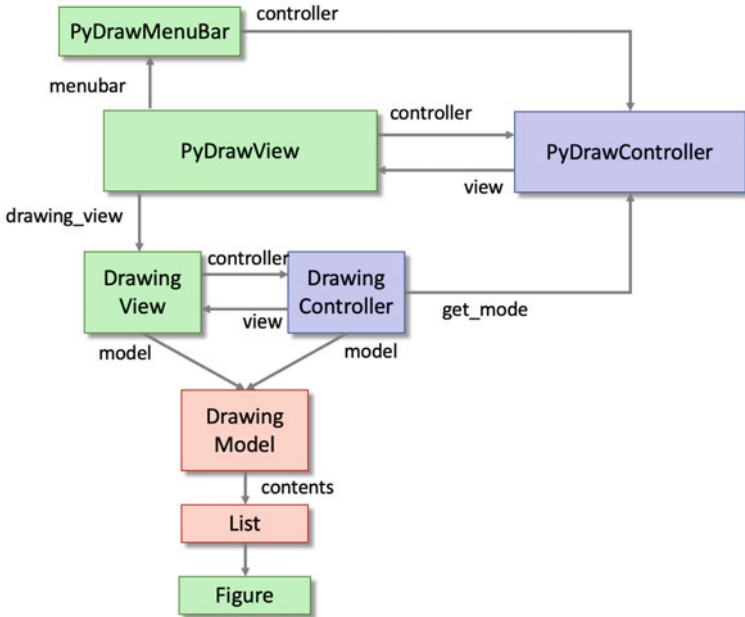 controller
PyDrawMenuBar
menubar
controller
PyDrawView
PyDrawController
view
drawing_view
controller
Drawing
View
Drawing
Controller
view
get_mode
model
model
Drawing
Model
contents
List
Figure